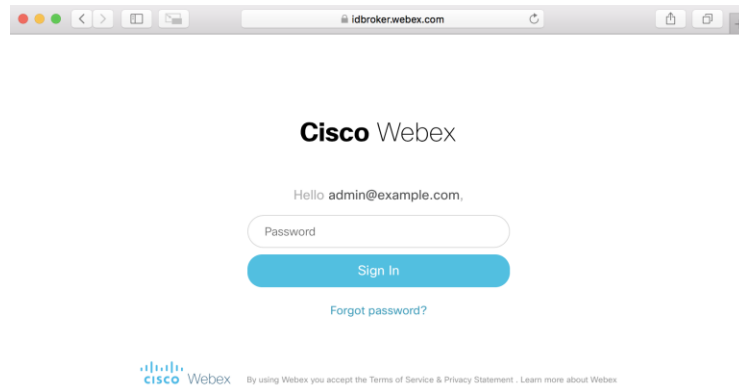 idbroker.webex.com
Cisco Webex
Hello admin@example.com,
Password
Sign In
Forgot password?
CISCO Webex By using Webex you accept the Terms of Service & Privacy Statement . Learn more about Webex